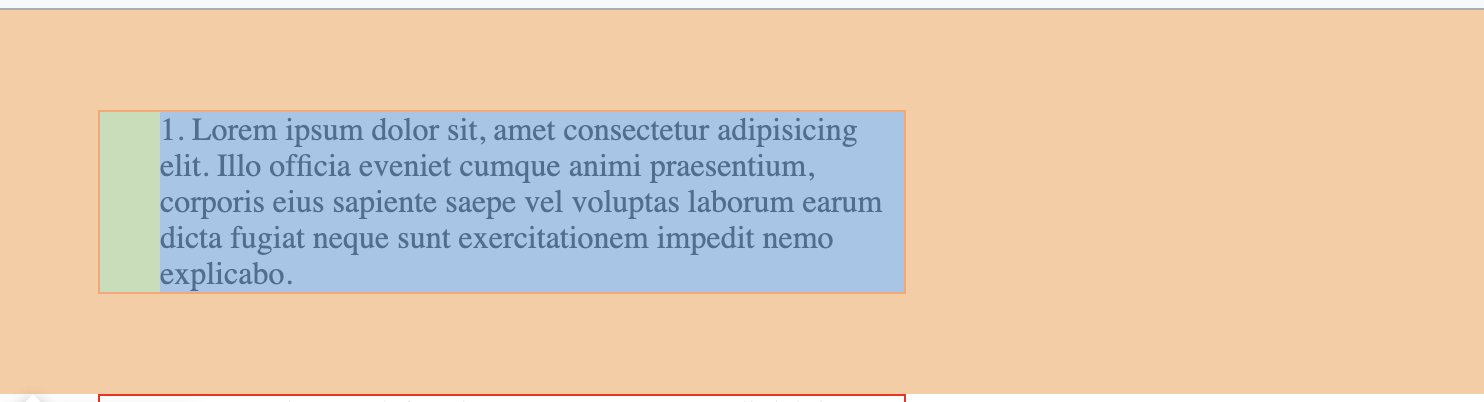 1. Lorem ipsum dolor sit, amet consectetur adipisicing
elit. Illo officia eveniet cumque animi praesentium,
corporis eius sapiente saepe vel voluptas laborum earum
dicta fugiat neque sunt exercitationem impedit nemo
explicabo.